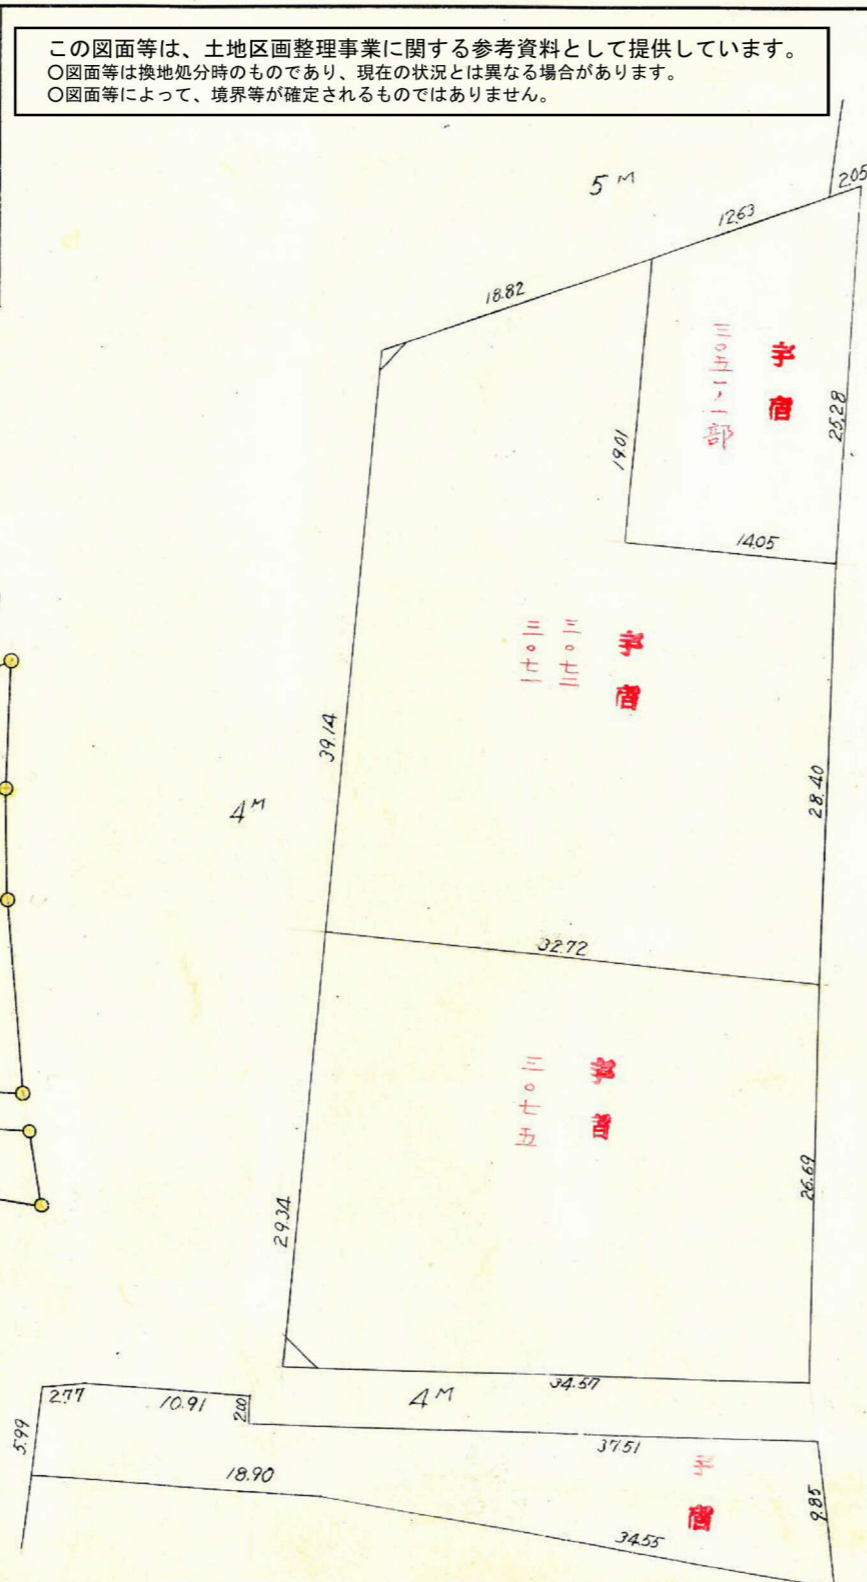 この図面等は、土地区画整理事業に関する参考資料として提供しています。
○図面等は換地処分時のものであり、現在の状況とは異なる場合があります。
○図面等によって、境界等が確定されるものではありません。
5M
2.05
12.63
18.82
字宿
三〇五一ノ一部
25.28
19.01
14.05
字宿
三〇七二
三〇七一
39.14
28.40
4M
32.72
字宿
三〇七五
26.69
29.34
34.57
4M
2.77
10.91
2.00
5.99
37.51
18.90
字宿
9.85
34.55